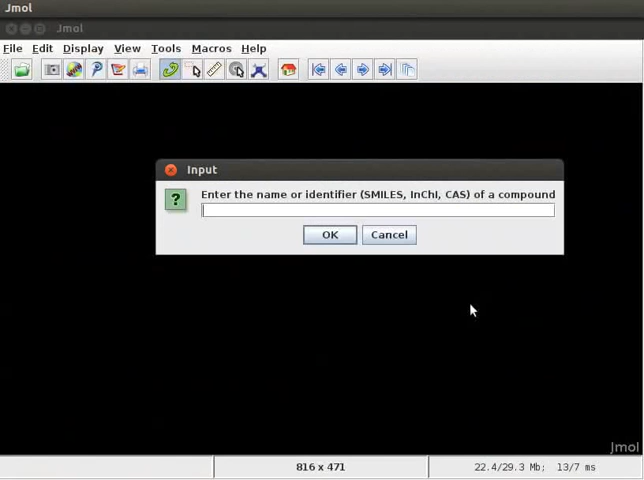 Jmol
Jmol
File Edit Display View Tools Macros Help
Input
?
Enter the name or identifier (SMILES, InChI, CAS) of a compound
OK Cancel
Jmol
816 x 471 22.4/29.3 Mb; 13/7 ms